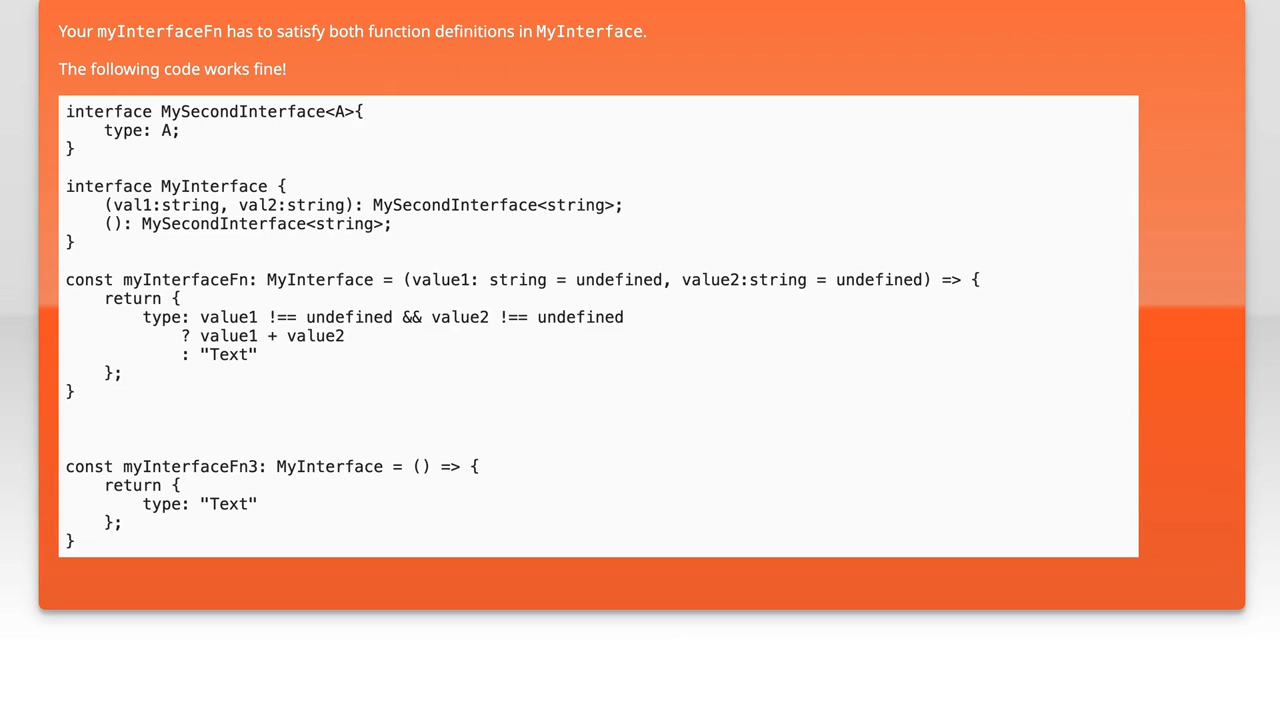 Your myInterfaceFn has to satisfy both function definitions in MyInterface.
The following code works fine!
interface MySecondInterface<A>{
    type: A;
}
interface MyInterface {
    (val1:string, val2:string): MySecondInterface<string>;
    (): MySecondInterface<string>;
}
const myInterfaceFn: MyInterface = (value1: string = undefined, value2:string = undefined) => {
    return {
        type: value1 !== undefined && value2 !== undefined
            ? value1 + value2
            : "Text"
    };
}
const myInterfaceFn3: MyInterface = () => {
    return {
        type: "Text"
    };
}